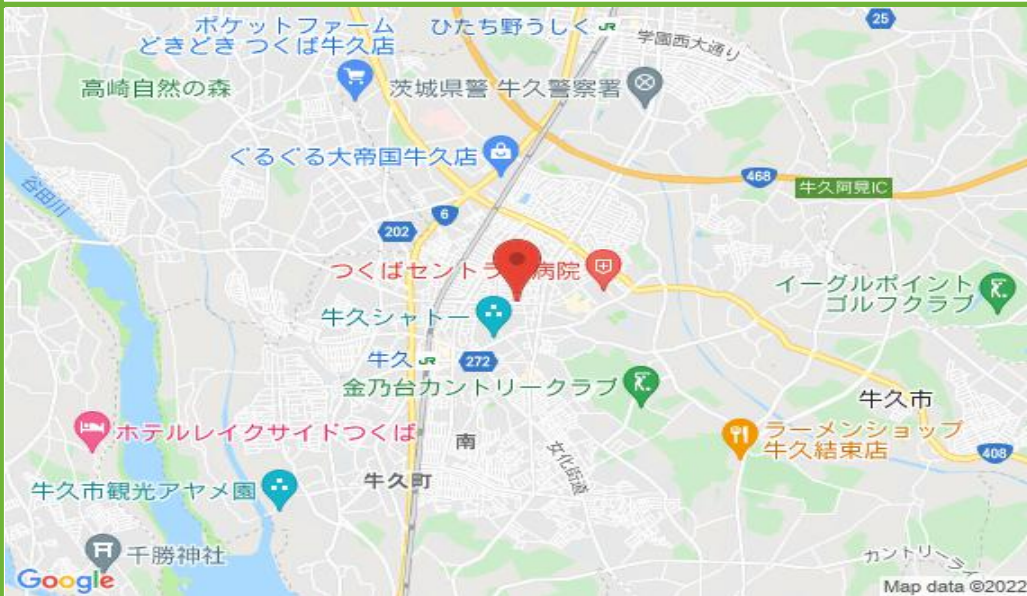 ポケットファーム
どきどき つくば牛久店
ひたち野うしく JR
学園西大通り
25
高崎自然の森
茨城県警 牛久警察署
ぐるぐる大帝国牛久店
468
牛久阿見IC
谷田川
6
202
つくばセントラ
病院
イーグルポイント
ゴルフクラブ
牛久シャトー
牛久 JR
272
金乃台カントリークラブ
牛久市
ホテルレイクサイドつくば
南
ラーメンショップ
牛久結束店
408
女化街道
牛久町
牛久市観光アヤメ園
千勝神社
カントリーライ
Google
Map data ©2022